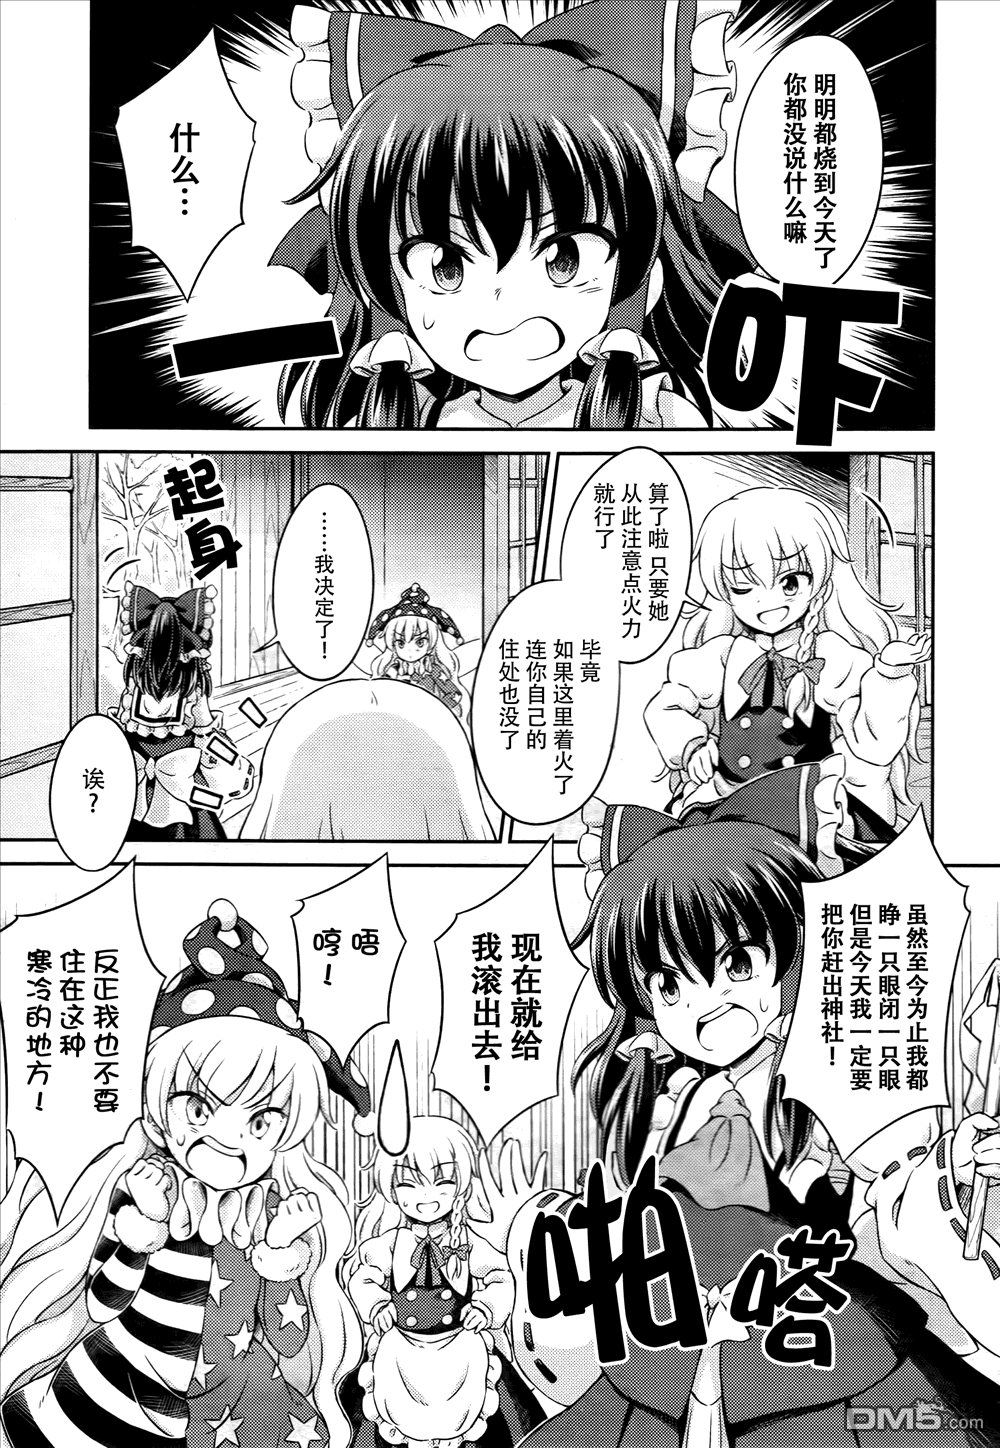 明明都烧到今天了
你都没说什么嘛
吓
一
什么…
算了啦 只要她
从此注意点火力
就行了
毕竟
如果这里着火了
连你自己的
住处也没了
……我决
定了！
起身
诶？
虽然至今为止我都
睁一只眼闭一只眼
但是今天我一定要
把你赶出神社！
现在就给
我滚出去！
唔
哼！
反正我也不要
住在这种
寒冷的地方！
啪
嗒
DM5.com